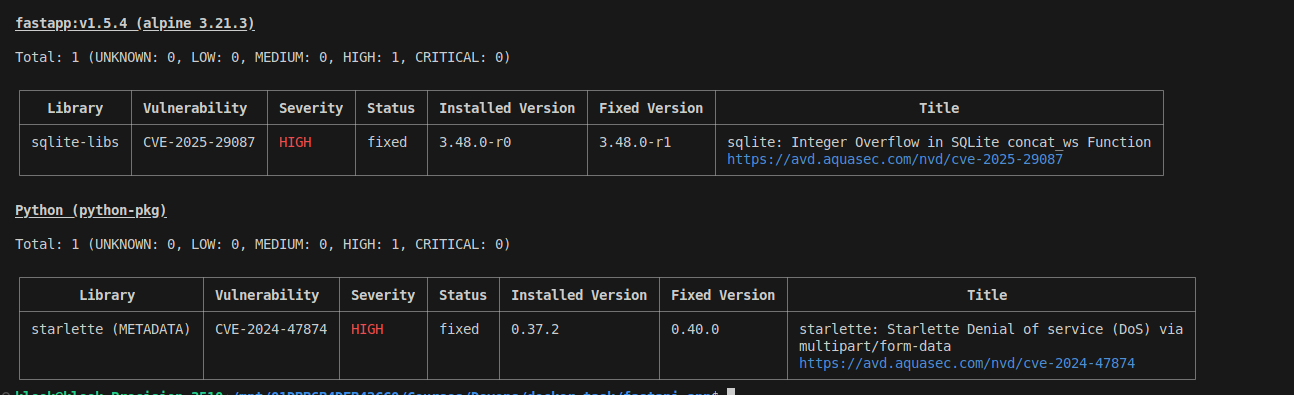 fastapp:v1.5.4 (alpine 3.21.3)
Total: 1 (UNKNOWN: 0, LOW: 0, MEDIUM: 0, HIGH: 1, CRITICAL: 0)
Library Vulnerability Severity Status Installed Version Fixed Version Title
sqlite-libs CVE-2025-29087 HIGH fixed 3.48.0-r0 3.48.0-r1 sqlite: Integer Overflow in SQLite concat_ws Function
https://avd.aquasec.com/nvd/cve-2025-29087
Python (python-pkg)
Total: 1 (UNKNOWN: 0, LOW: 0, MEDIUM: 0, HIGH: 1, CRITICAL: 0)
Library Vulnerability Severity Status Installed Version Fixed Version Title
starlette (METADATA) CVE-2024-47874 HIGH fixed 0.37.2 0.40.0 starlette: Starlette Denial of service (DoS) via
multipart/form-data
https://avd.aquasec.com/nvd/cve-2024-47874